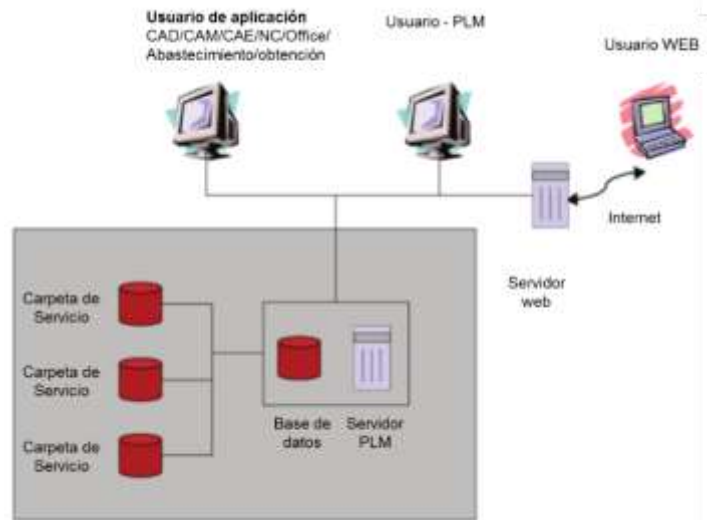 Usuario de aplicación
CAD/CAM/CAE/NC/Office/
Abastecimiento/obtención
Usuario - PLM
Usuario WEB
Internet
Servidor
web
Carpeta de
Servicio
Carpeta de
Servicio
Carpeta de
Servicio
Base de
datos
Servidor
PLM